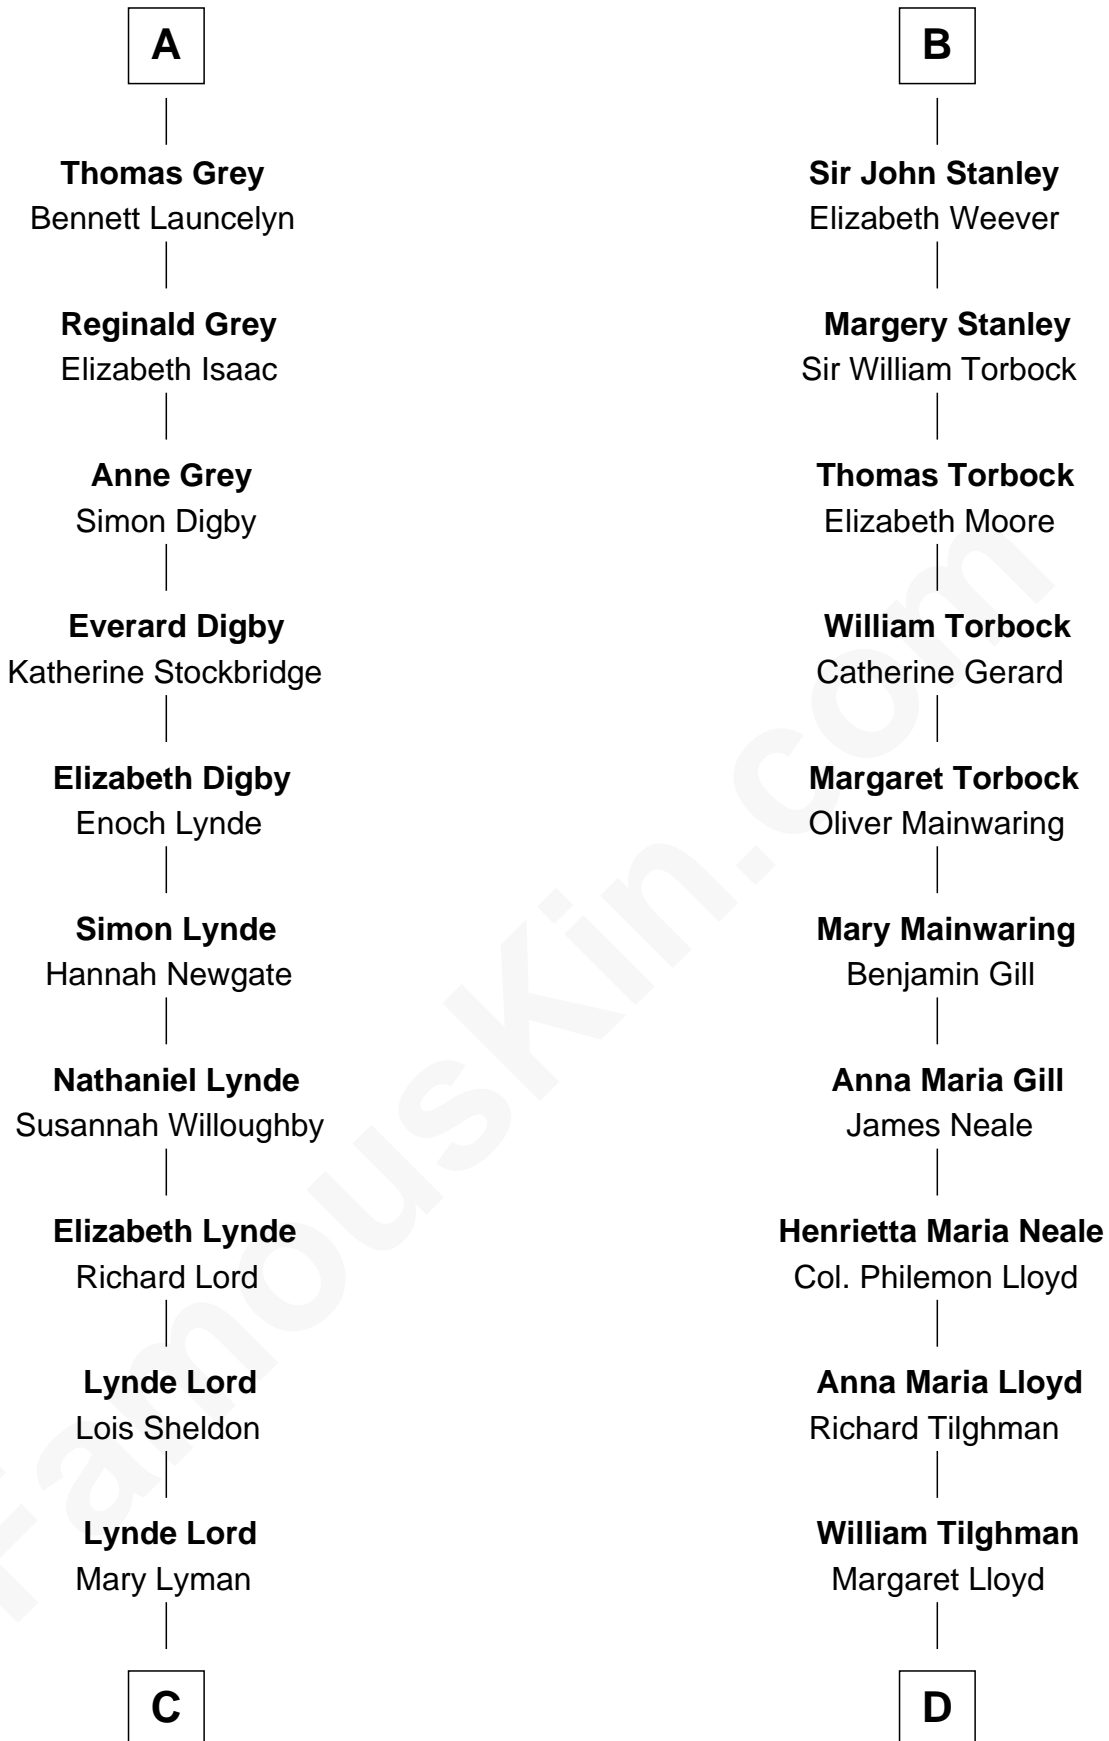 A
Thomas Grey
Bennett Launcelyn
Reginald Grey
Elizabeth Isaac
Anne Grey
Simon Digby
Everard Digby
Katherine Stockbridge
Elizabeth Digby
Enoch Lynde
Simon Lynde
Hannah Newgate
Nathaniel Lynde
Susannah Willoughby
Elizabeth Lynde
Richard Lord
Lynde Lord
Lois Sheldon
Lynde Lord
Mary Lyman
C
B
Sir John Stanley
Elizabeth Weever
Margery Stanley
Sir William Torbock
Thomas Torbock
Elizabeth Moore
William Torbock
Catherine Gerard
Margaret Torbock
Oliver Mainwaring
Mary Mainwaring
Benjamin Gill
Anna Maria Gill
James Neale
Henrietta Maria Neale
Col. Philemon Lloyd
Anna Maria Lloyd
Richard Tilghman
William Tilghman
Margaret Lloyd
D
FamousKin.com